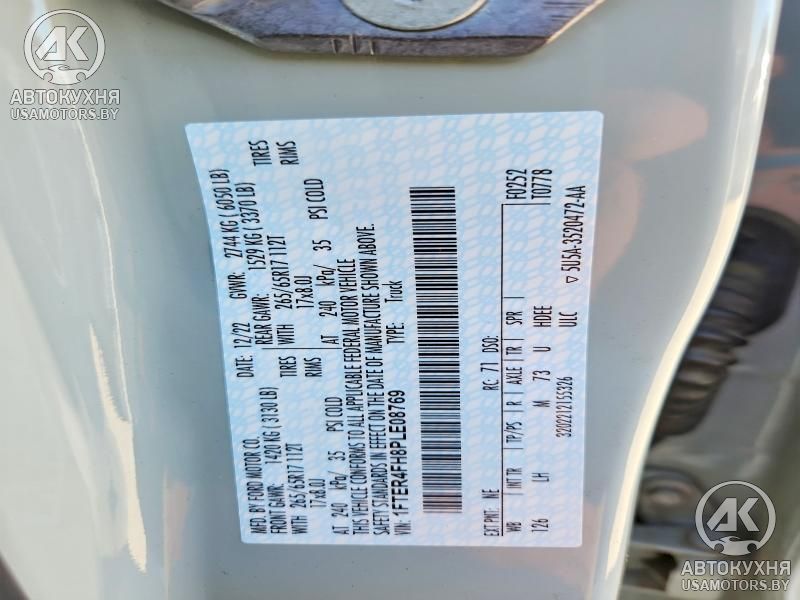 AK
АВТОКУХНЯ
USAMOTORS.BY
MFD. BY FORD MOTOR CO.
DATE: 12/22 GVWR: 2744 KG ( 6050 LB)
FRONT GAWR: 1420 KG ( 3130 LB) REAR GAWR: 1529 KG ( 3370 LB)
WITH 265/65R17 112T TIRES WITH 265/65R17 112T TIRES
17x8.0J RIMS 17x8.0J RIMS
AT 240 kPa/ 35 PSI COLD AT 240 kPa/ 35 PSI COLD
THIS VEHICLE CONFORMS TO ALL APPLICABLE FEDERAL MOTOR VEHICLE
SAFETY STANDARDS IN EFFECT ON THE DATE OF MANUFACTURE SHOWN ABOVE.
VIN: 1FTER4FH8PLE08769 TYPE: Truck
F0252
EXT PNT: NE RC: 71 DSO: T0778
WB INT TR TP/PS R AXLE TR SPR
126 LH M 73 U HDEE
ULC
3202212155326 ▽ 5U5A-3520472-AA
AK
АВТОКУХНЯ
USAMOTORS.BY